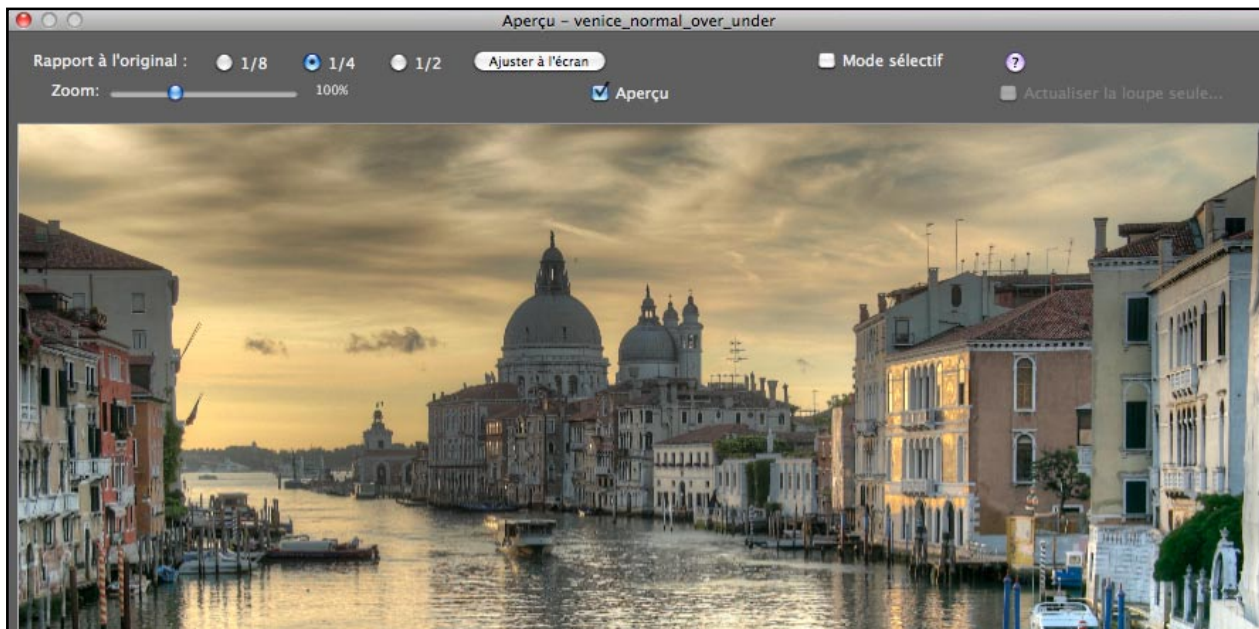 Aperçu – venice_normal_over_under
Rapport à l'original : 1/8 1/4 1/2 Ajuster à l'écran Mode sélectif ?
Zoom: 100% Aperçu Actualiser la loupe seule...